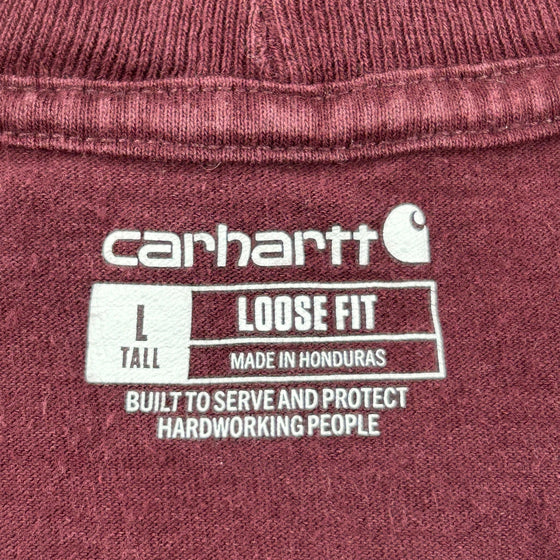 carhartt
L
TALL
LOOSE FIT
MADE IN HONDURAS
BUILT TO SERVE AND PROTECT
HARDWORKING PEOPLE